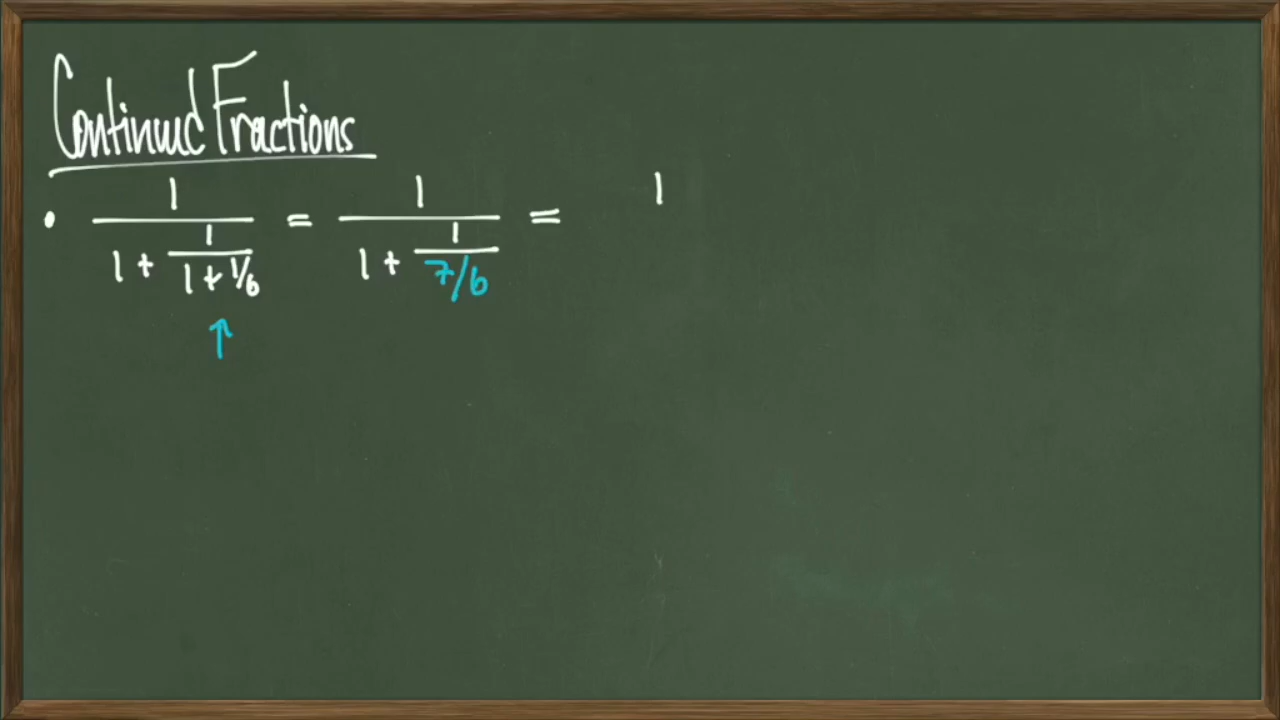 Continued Fractions
• 1/(1 + 1/(1 + 1/6)) = 1/(1 + 1/(7/6)) = 1
↑